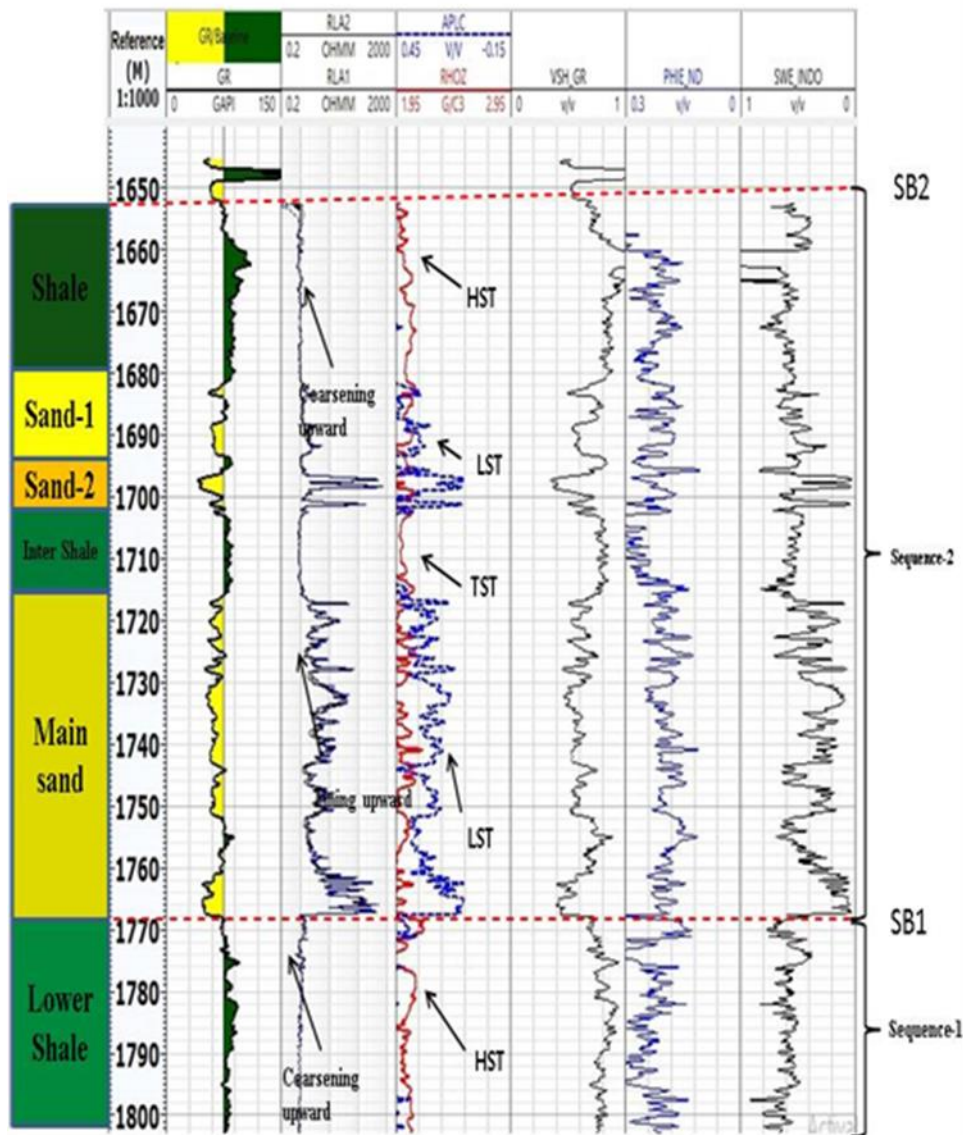 Reference
(M)
1:1000
GR/Baseline
GR
0 GAPI 150
RLA2
0.2 OHMM 2000
RLA1
0.2 OHMM 2000
APLC
0.45 V/V -0.15
RHOZ
1.95 G/C3 2.95
VSH_GR
0 v/v 1
PHIE_ND
0.3 v/v 0
SWE_INDO
1 v/v 0
1650
SB2
Shale
1660
HST
1670
1680
Coarsening
upward
Sand-1
1690
LST
Sand-2
1700
Inter Shale
1710
TST
Sequence-2
1720
Main
sand
1730
1740
1750
upward
LST
1760
SB1
1770
Lower
Shale
1780
HST
Sequence-1
1790
Coarsening
upward
1800